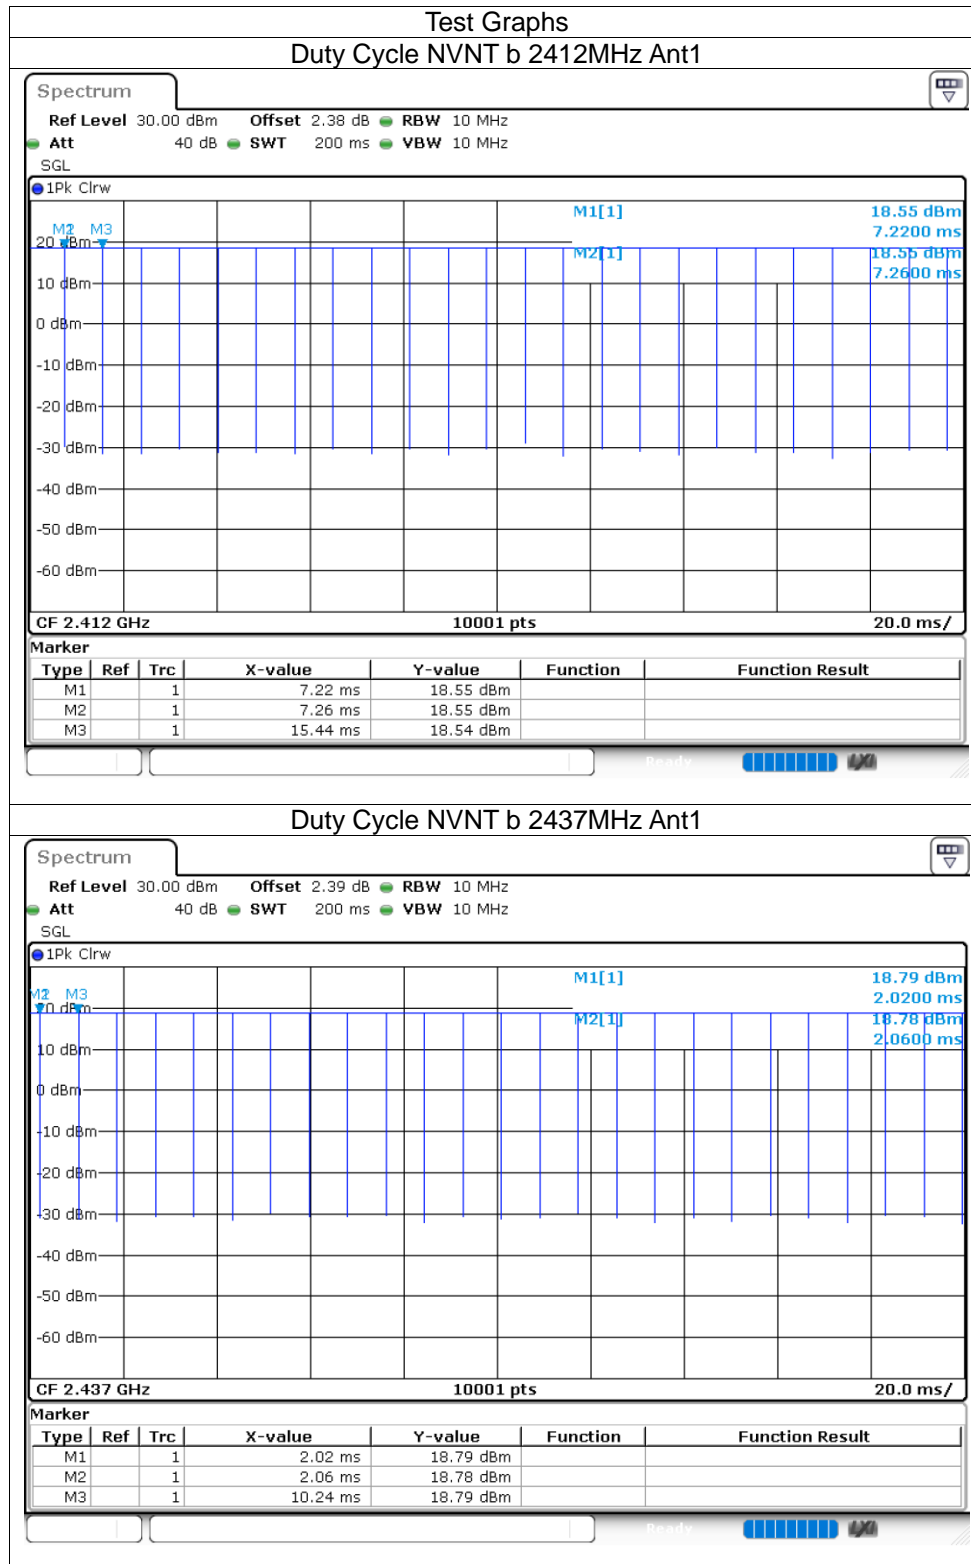 Test Graphs
Duty Cycle NVNT b 2412MHz Ant1
Spectrum
Ref Level 30.00 dBm Offset 2.38 dB RBW 10 MHz
Att 40 dB SWT 200 ms VBW 10 MHz
SGL
1Pk Clrw
M1[1] 18.55 dBm
7.2200 ms
M2 M3
20 dBm
M2[1] 18.55 dBm
7.2600 ms
10 dBm
0 dBm
-10 dBm
-20 dBm
-30 dBm
-40 dBm
-50 dBm
-60 dBm
CF 2.412 GHz 10001 pts 20.0 ms/
Marker
Type Ref Trc X-value Y-value Function Function Result
M1 1 7.22 ms 18.55 dBm
M2 1 7.26 ms 18.55 dBm
M3 1 15.44 ms 18.54 dBm
Ready LXI
Duty Cycle NVNT b 2437MHz Ant1
Spectrum
Ref Level 30.00 dBm Offset 2.39 dB RBW 10 MHz
Att 40 dB SWT 200 ms VBW 10 MHz
SGL
1Pk Clrw
M1[1] 18.79 dBm
2.0200 ms
M2 M3
20 dBm
M2[1] 18.78 dBm
2.0600 ms
10 dBm
0 dBm
-10 dBm
-20 dBm
-30 dBm
-40 dBm
-50 dBm
-60 dBm
CF 2.437 GHz 10001 pts 20.0 ms/
Marker
Type Ref Trc X-value Y-value Function Function Result
M1 1 2.02 ms 18.79 dBm
M2 1 2.06 ms 18.78 dBm
M3 1 10.24 ms 18.79 dBm
Ready LXI